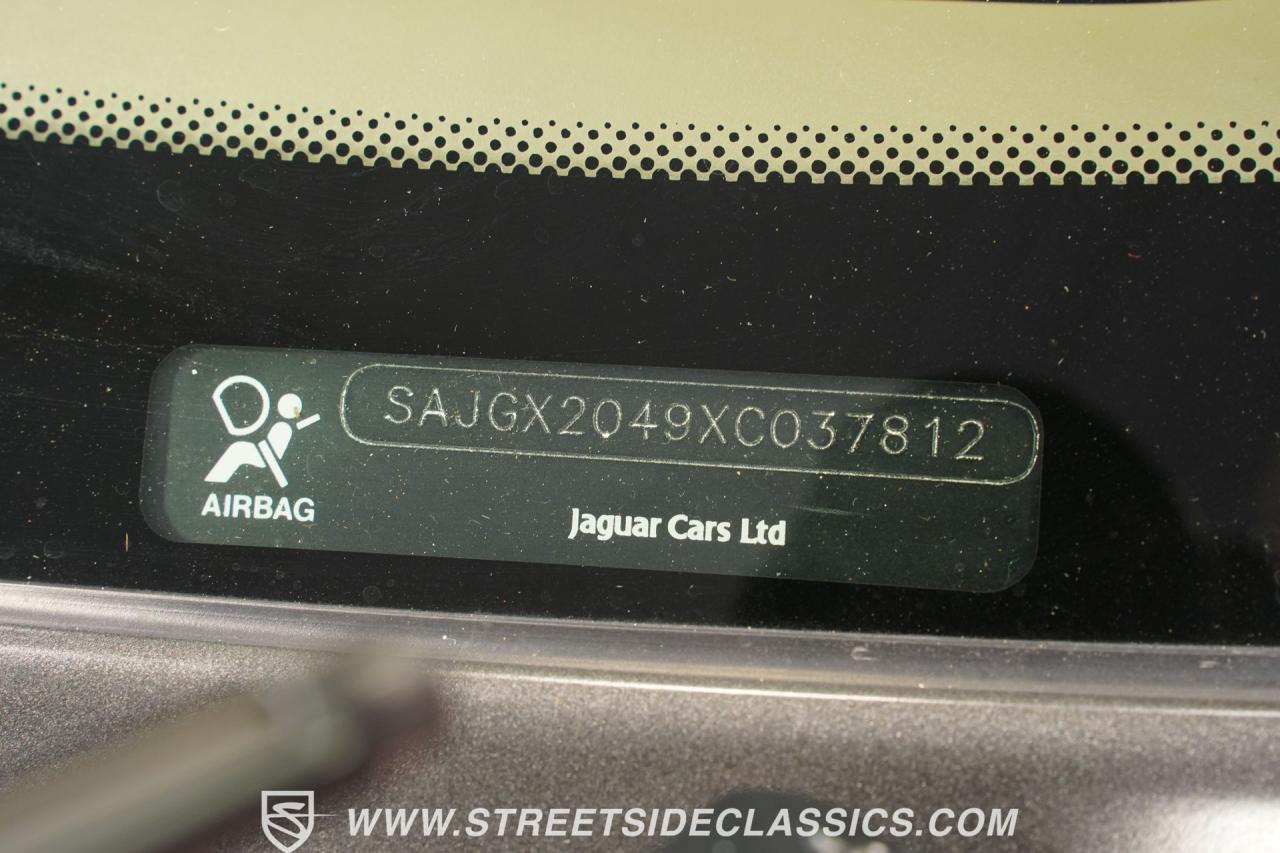 SAJGX2049XC037812
AIRBAG
Jaguar Cars Ltd
WWW.STREETSIDECLASSICS.COM